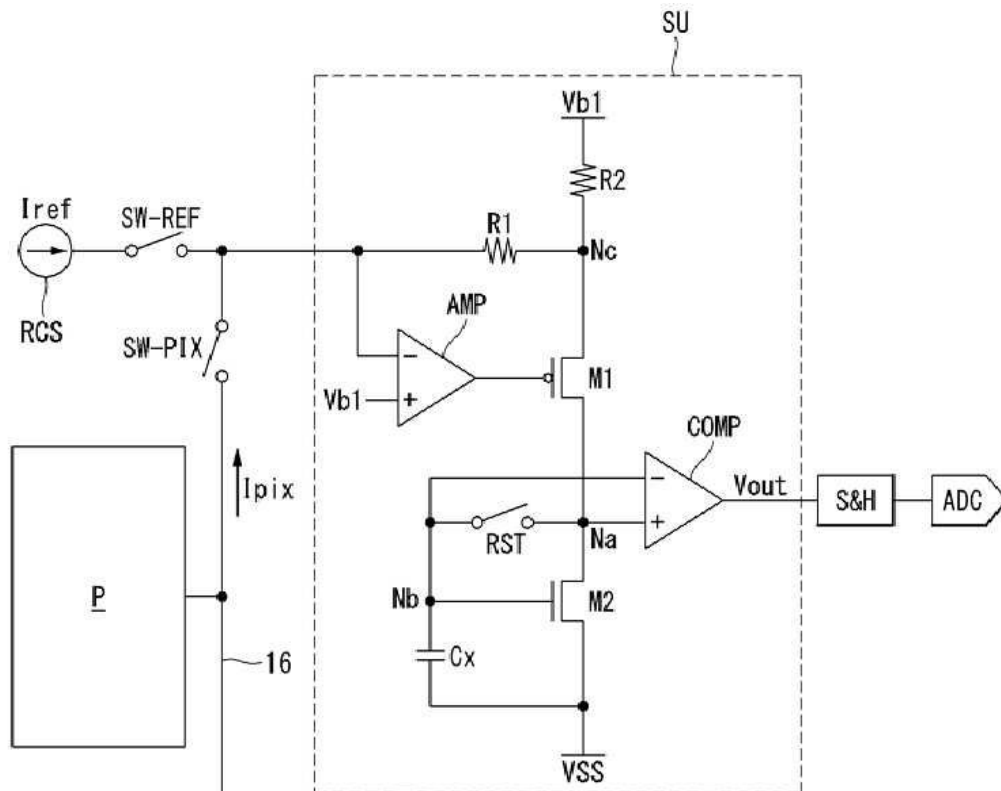 SU
Vb1
R2
Iref
SW-REF
R1
Nc
RCS
AMP
SW-PIX
−
M1
Vb1
+
COMP
Ipix
−
Vout
S&H
ADC
+
RST
Na
P
Nb
M2
16
Cx
VSS